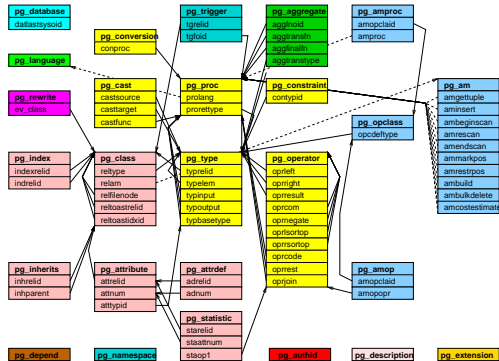 pg_database
datlastsysoid
pg_language
pg_rewrite
ev_class
pg_index
indexrelid
indrelid
pg_inherits
inhrelid
inhparent
pg_depend
pg_conversion
conproc
pg_cast
castsource
casttarget
castfunc
pg_class
reltype
relam
relfilenode
reltoastrelid
reltoastidxid
pg_attribute
attrelid
attnum
atttypid
pg_namespace
pg_trigger
tgrelid
tgfoid
pg_proc
prolang
prorettype
pg_type
typrelid
typelem
typinput
typoutput
typbasetype
pg_attrdef
adrelid
adnum
pg_statistic
starelid
staattnum
staop1
pg_aggregate
aggfnoid
aggtransfn
aggfinalfn
aggtranstype
pg_constraint
contypid
pg_operator
oprleft
oprright
oprresult
oprcom
oprnegate
oprlsortop
oprrsortop
oprcode
oprrest
oprjoin
pg_authid
pg_amproc
amopclaid
amproc
pg_opclass
opcdeftype
pg_amop
amopclaid
amopopr
pg_description
pg_am
amgettuple
aminsert
ambeginscan
amrescan
amendscan
ammarkpos
amrestrpos
ambuild
ambulkdelete
amcostestimate
pg_extension